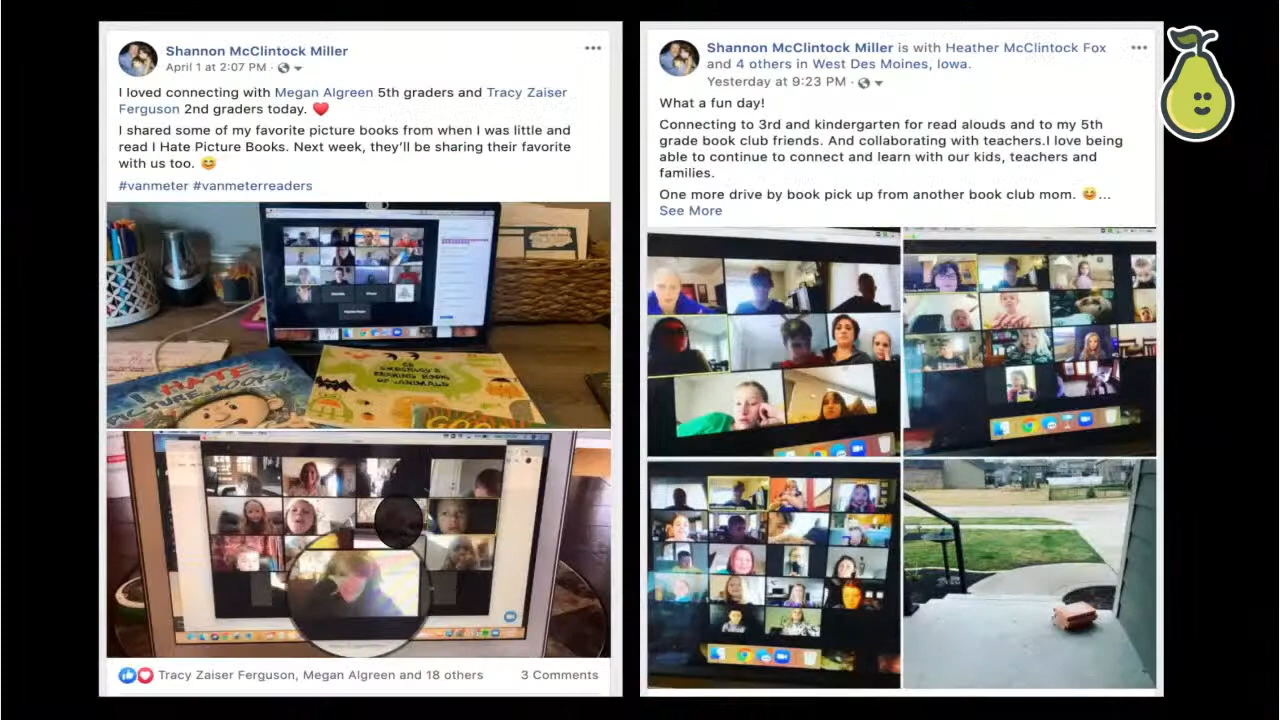 Shannon McClintock Miller
April 1 at 2:07 PM ·
I loved connecting with Megan Algreen 5th graders and Tracy Zaiser
Ferguson 2nd graders today.
I shared some of my favorite picture books from when I was little and
read I Hate Picture Books. Next week, they'll be sharing their favorite
with us too.
#vanmeter #vanmeterreaders
I HATE
PICTURE BOOKS!
ED
EMBERLEY'S
DRAWING BOOK
OF ANIMALS
Tracy Zaiser Ferguson, Megan Algreen and 18 others
3 Comments
Shannon McClintock Miller is with Heather McClintock Fox
and 4 others in West Des Moines, Iowa.
Yesterday at 9:23 PM ·
What a fun day!
Connecting to 3rd and kindergarten for read alouds and to my 5th
grade book club friends. And collaborating with teachers.I love being
able to continue to connect and learn with our kids, teachers and
families.
One more drive by book pick up from another book club mom. ...
See More